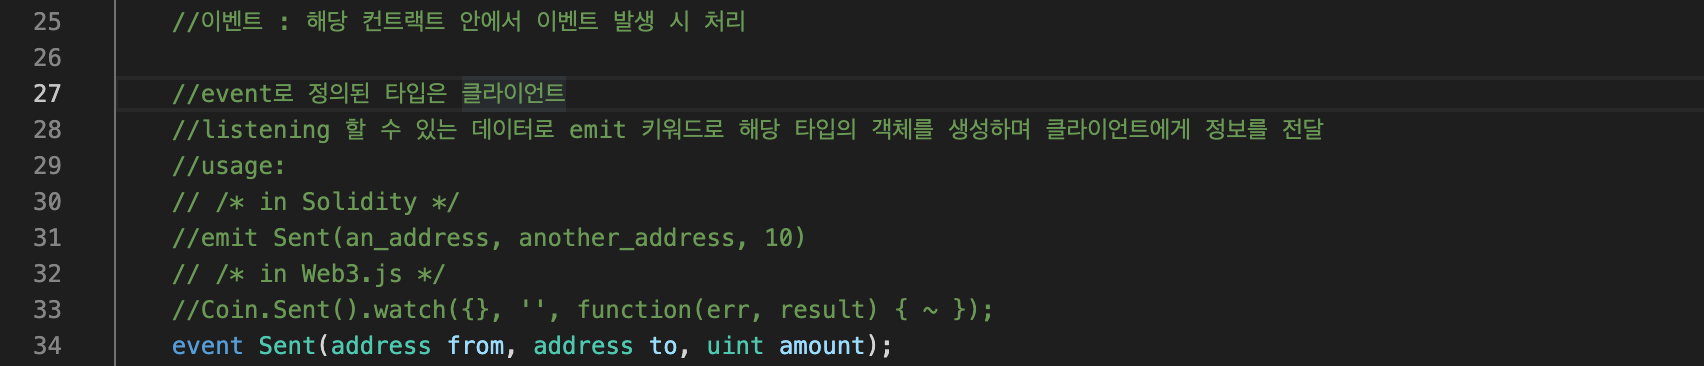 25 //이벤트 : 해당 컨트랙트 안에서 이벤트 발생 시 처리
26
27 //event로 정의된 타입은 클라이언트
28 //listening 할 수 있는 데이터로 emit 키워드로 해당 타입의 객체를 생성하며 클라이언트에게 정보를 전달
29 //usage:
30 // /* in Solidity */
31 //emit Sent(an_address, another_address, 10)
32 // /* in Web3.js */
33 //Coin.Sent().watch({}, '', function(err, result) { ~ });
34 event Sent(address from, address to, uint amount);